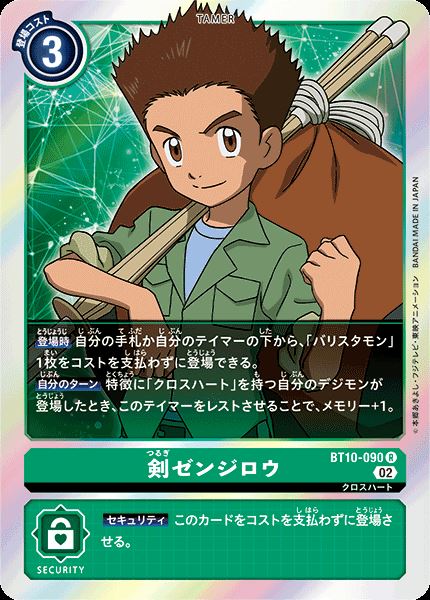 TAMER
登場コスト
3
登場時 自分の手札か自分のテイマーの下から、「バリスタモン」
1枚をコストを支払わずに登場できる。
自分のターン 特徴に「クロスハート」を持つ自分のデジモンが
登場したとき、このテイマーをレストさせることで、メモリー+1。
©本郷あきよし・フジテレビ・東映アニメーション BANDAI MADE IN JAPAN
つるぎ
剣ゼンジロウ
BT10-090 R
02
クロスハート
セキュリティ このカードをコストを支払わずに登場さ
せる。
SECURITY